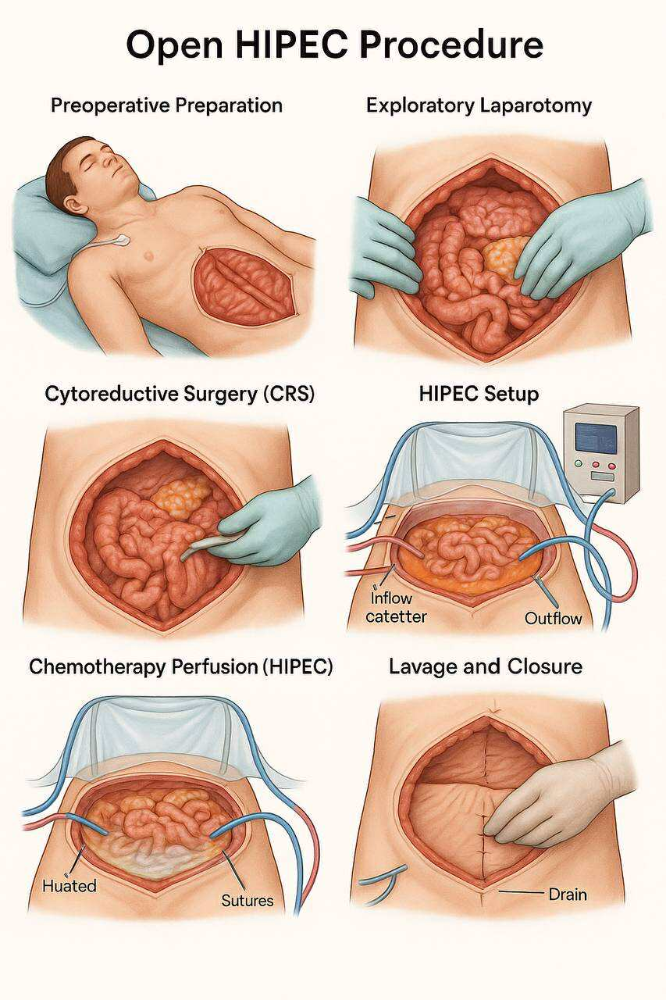 Open HIPEC Procedure
Preoperative Preparation
Exploratory Laparotomy
Cytoreductive Surgery (CRS)
HIPEC Setup
Inflow
catetter
Outflow
Chemotherapy Perfusion (HIPEC)
Huated
Sutures
Lavage and Closure
Drain